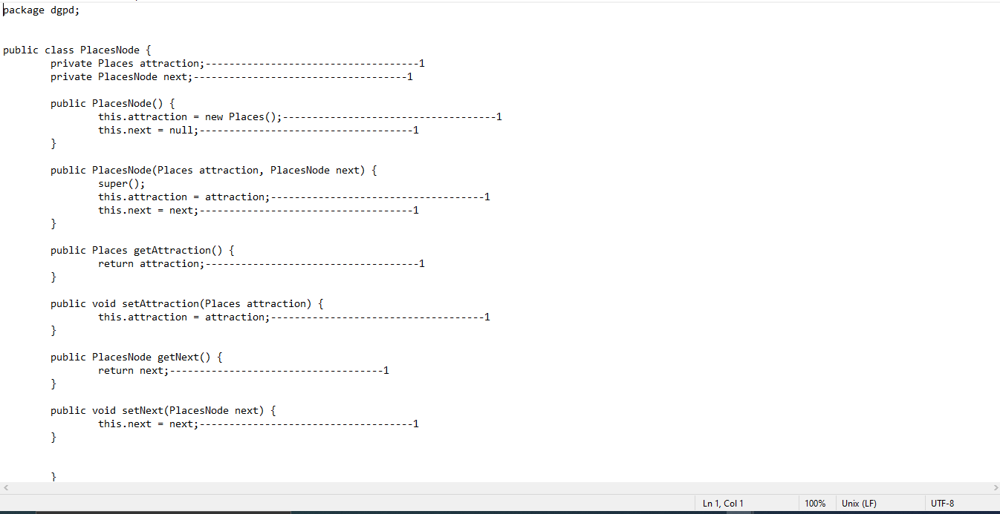 package dgpd;
public class PlacesNode {
private Places attraction;------------------------------------1
private PlacesNode next;------------------------------------1
public PlacesNode() {
this.attraction = new Places();------------------------------------1
this.next = null;------------------------------------1
}
public PlacesNode(Places attraction, PlacesNode next) {
super();
this.attraction = attraction;------------------------------------1
this.next = next;------------------------------------1
}
public Places getAttraction() {
return attraction;------------------------------------1
}
public void setAttraction(Places attraction) {
this.attraction = attraction;------------------------------------1
}
public PlacesNode getNext() {
return next;------------------------------------1
}
public void setNext(PlacesNode next) {
this.next = next;------------------------------------1
}
}
Ln 1, Col 1 100% Unix (LF) UTF-8